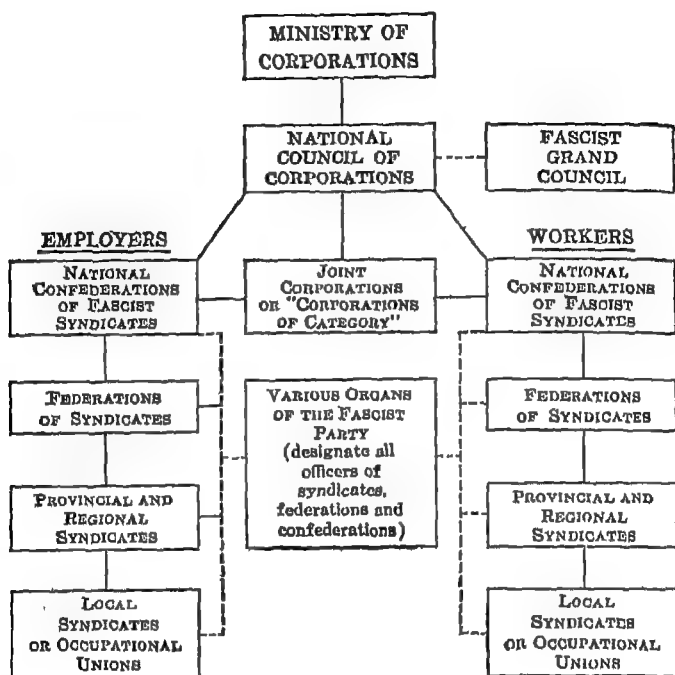 MINISTRY OF
CORPORATIONS
NATIONAL
COUNCIL OF
CORPORATIONS
FASCIST
GRAND
COUNCIL
EMPLOYERS
WORKERS
NATIONAL
CONFEDERATIONS
OF FASCIST
SYNDICATES
JOINT
CORPORATIONS
OR "CORPORATIONS
OF CATEGORY"
NATIONAL
CONFEDERATIONS
OF FASCIST
SYNDICATES
FEDERATIONS
OF SYNDICATES
VARIOUS ORGANS
OF THE FASCIST
PARTY
(designate all
officers of
syndicates,
federations and
confederations)
FEDERATIONS
OF SYNDICATES
PROVINCIAL AND
REGIONAL
SYNDICATES
PROVINCIAL AND
REGIONAL
SYNDICATES
LOCAL
SYNDICATES
OR OCCUPATIONAL
UNIONS
LOCAL
SYNDICATES
OR OCCUPATIONAL
UNIONS